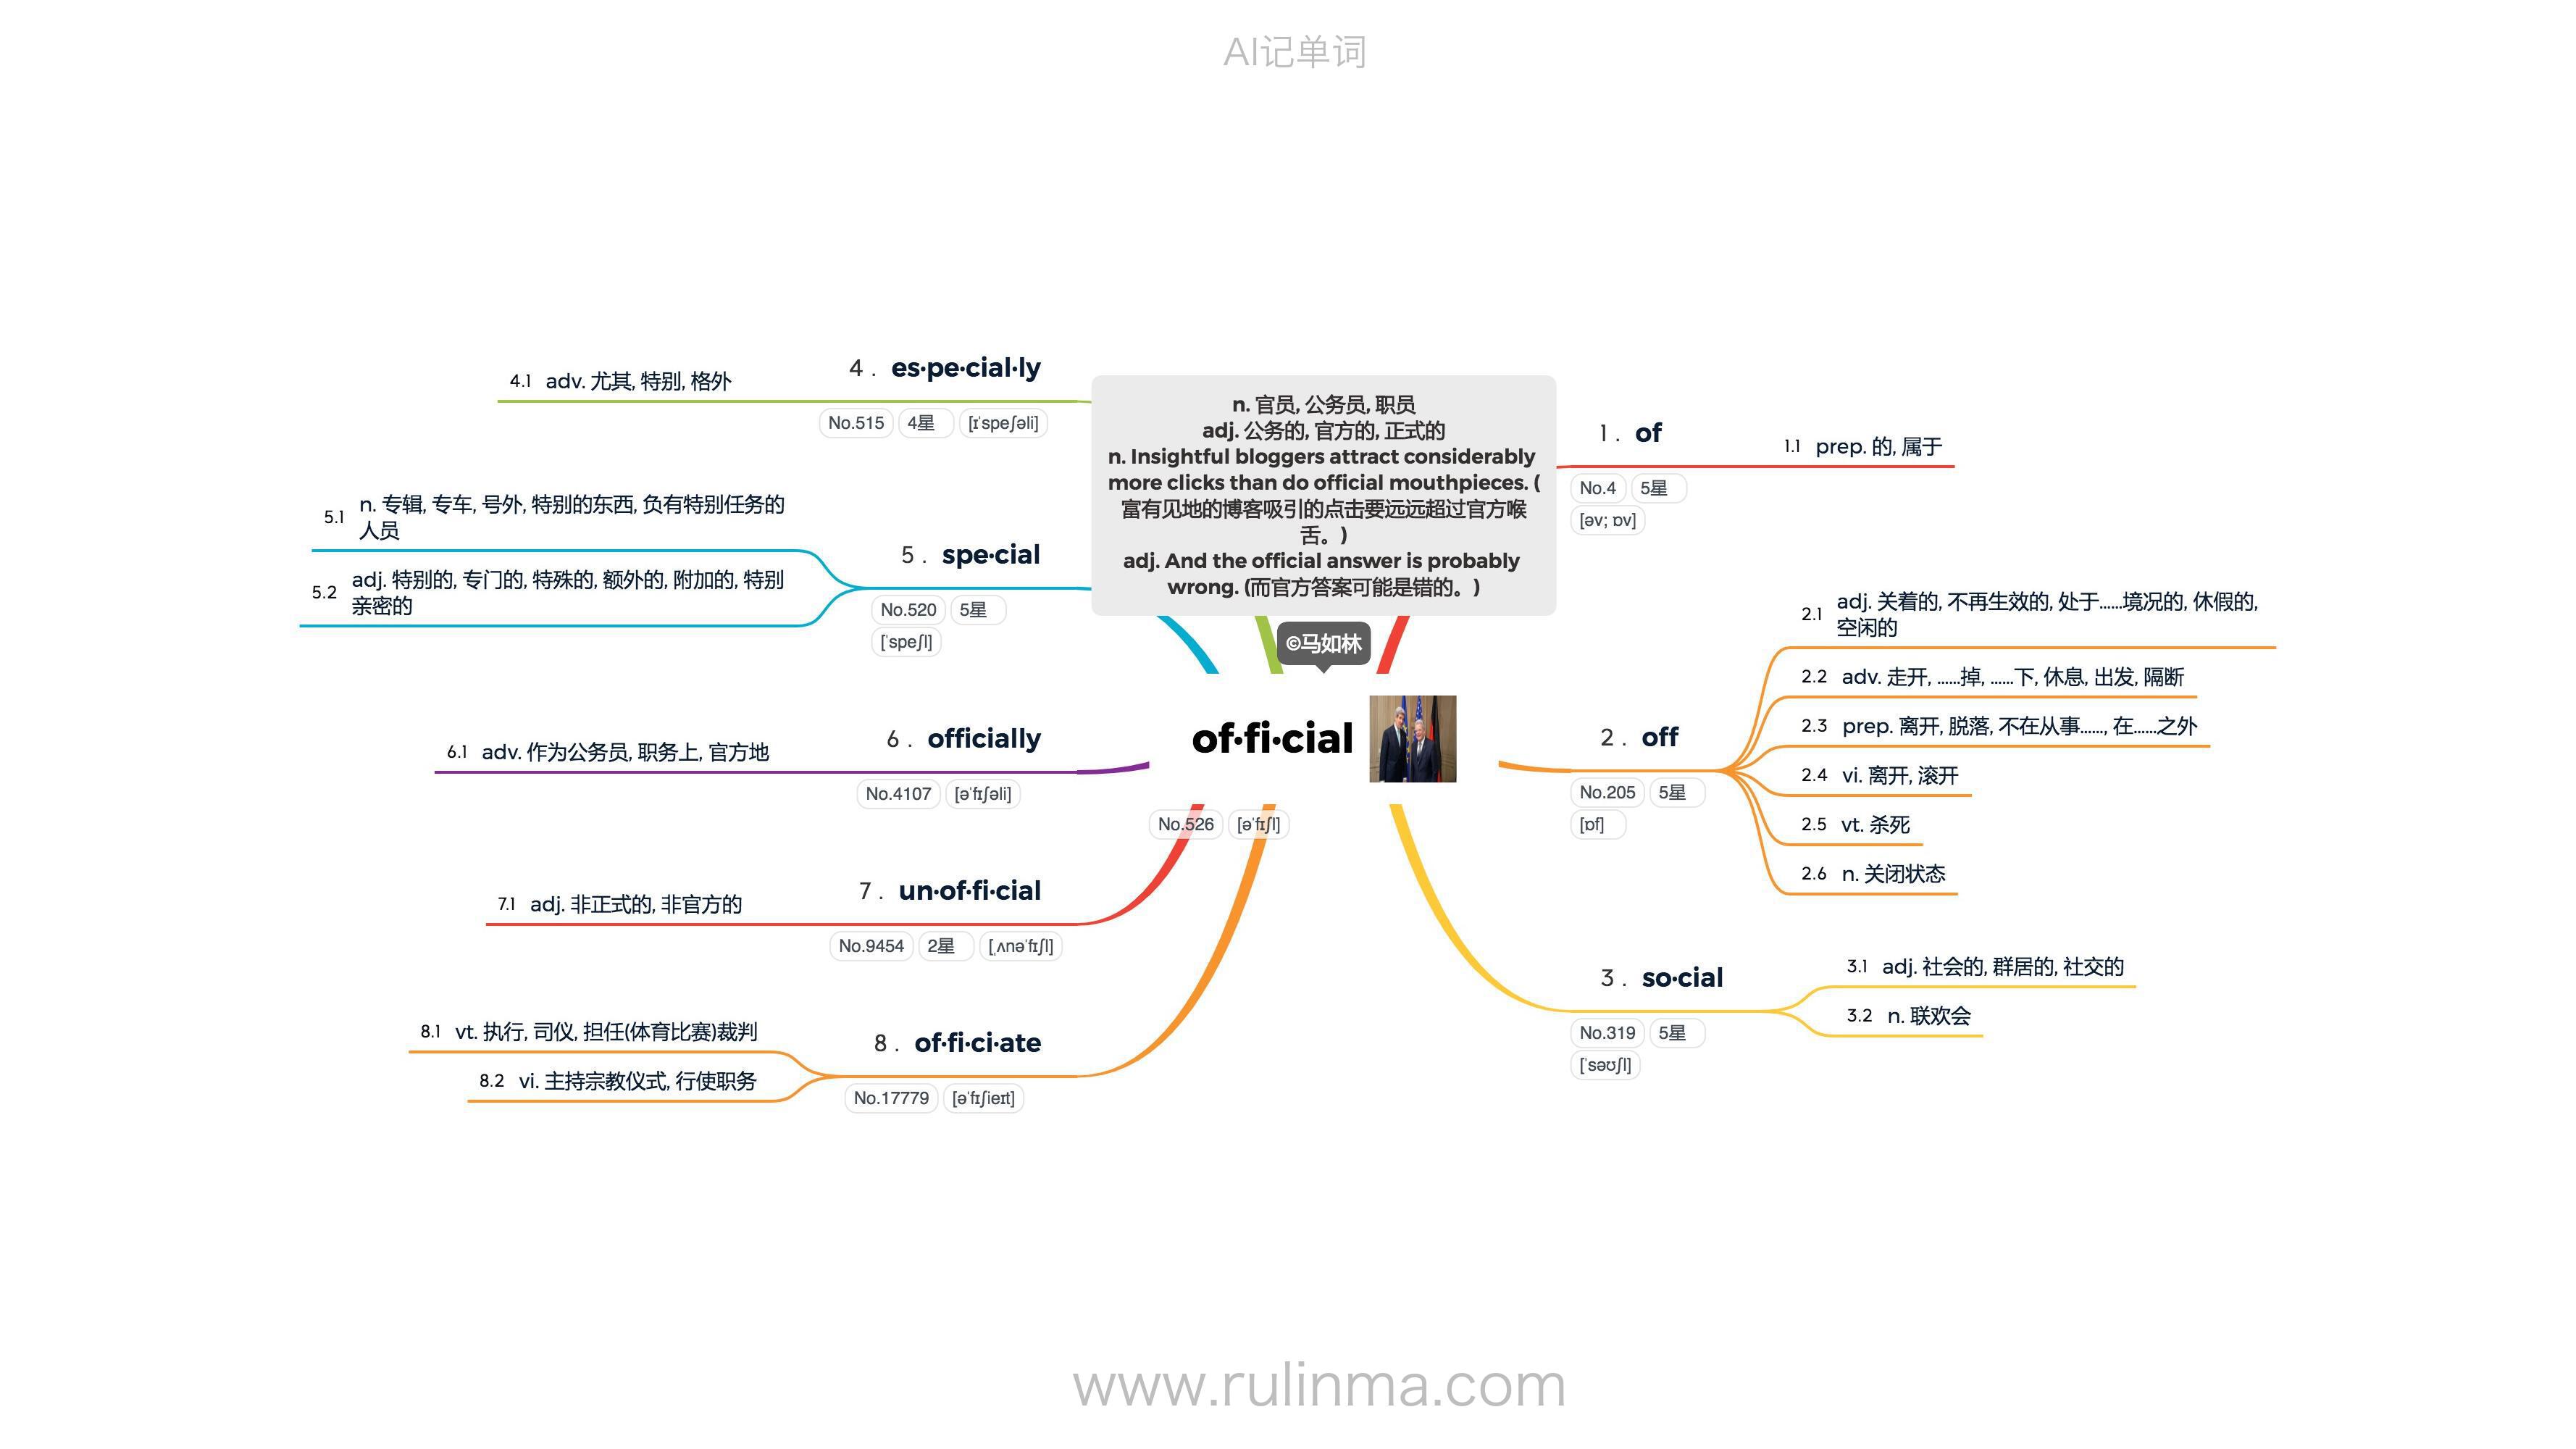 AI记单词
n. 官员, 公务员, 职员
adj. 公务的, 官方的, 正式的
n. Insightful bloggers attract considerably
more clicks than do official mouthpieces. (
富有见地的博客吸引的点击要远远超过官方喉
舌。)
adj. And the official answer is probably
wrong. (而官方答案可能是错的。)
©马如林
of·fi·cial
No.526 [əˈfɪʃl]
1. of
No.4 5星
[əv; ɒv]
1.1 prep. 的, 属于
2. off
No.205 5星
[ɒf]
2.1 adj. 关着的, 不再生效的, 处于……境况的, 休假的,
空闲的
2.2 adv. 走开, ……掉, ……下, 休息, 出发, 隔断
2.3 prep. 离开, 脱落, 不在从事……, 在……之外
2.4 vi. 离开, 滚开
2.5 vt. 杀死
2.6 n. 关闭状态
3. so·cial
No.319 5星
[ˈsəʊʃl]
3.1 adj. 社会的, 群居的, 社交的
3.2 n. 联欢会
4. es·pe·cial·ly
No.515 4星 [ɪˈspeʃəli]
4.1 adv. 尤其, 特别, 格外
5. spe·cial
No.520 5星
[ˈspeʃl]
5.1 n. 专辑, 专车, 号外, 特别的东西, 负有特别任务的
人员
5.2 adj. 特别的, 专门的, 特殊的, 额外的, 附加的, 特别
亲密的
6. officially
No.4107 [əˈfɪʃəli]
6.1 adv. 作为公务员, 职务上, 官方地
7. un·of·fi·cial
No.9454 2星 [ˌʌnəˈfɪʃl]
7.1 adj. 非正式的, 非官方的
8. of·fi·ci·ate
No.17779 [əˈfɪʃieɪt]
8.1 vt. 执行, 司仪, 担任(体育比赛)裁判
8.2 vi. 主持宗教仪式, 行使职务
www.rulinma.com